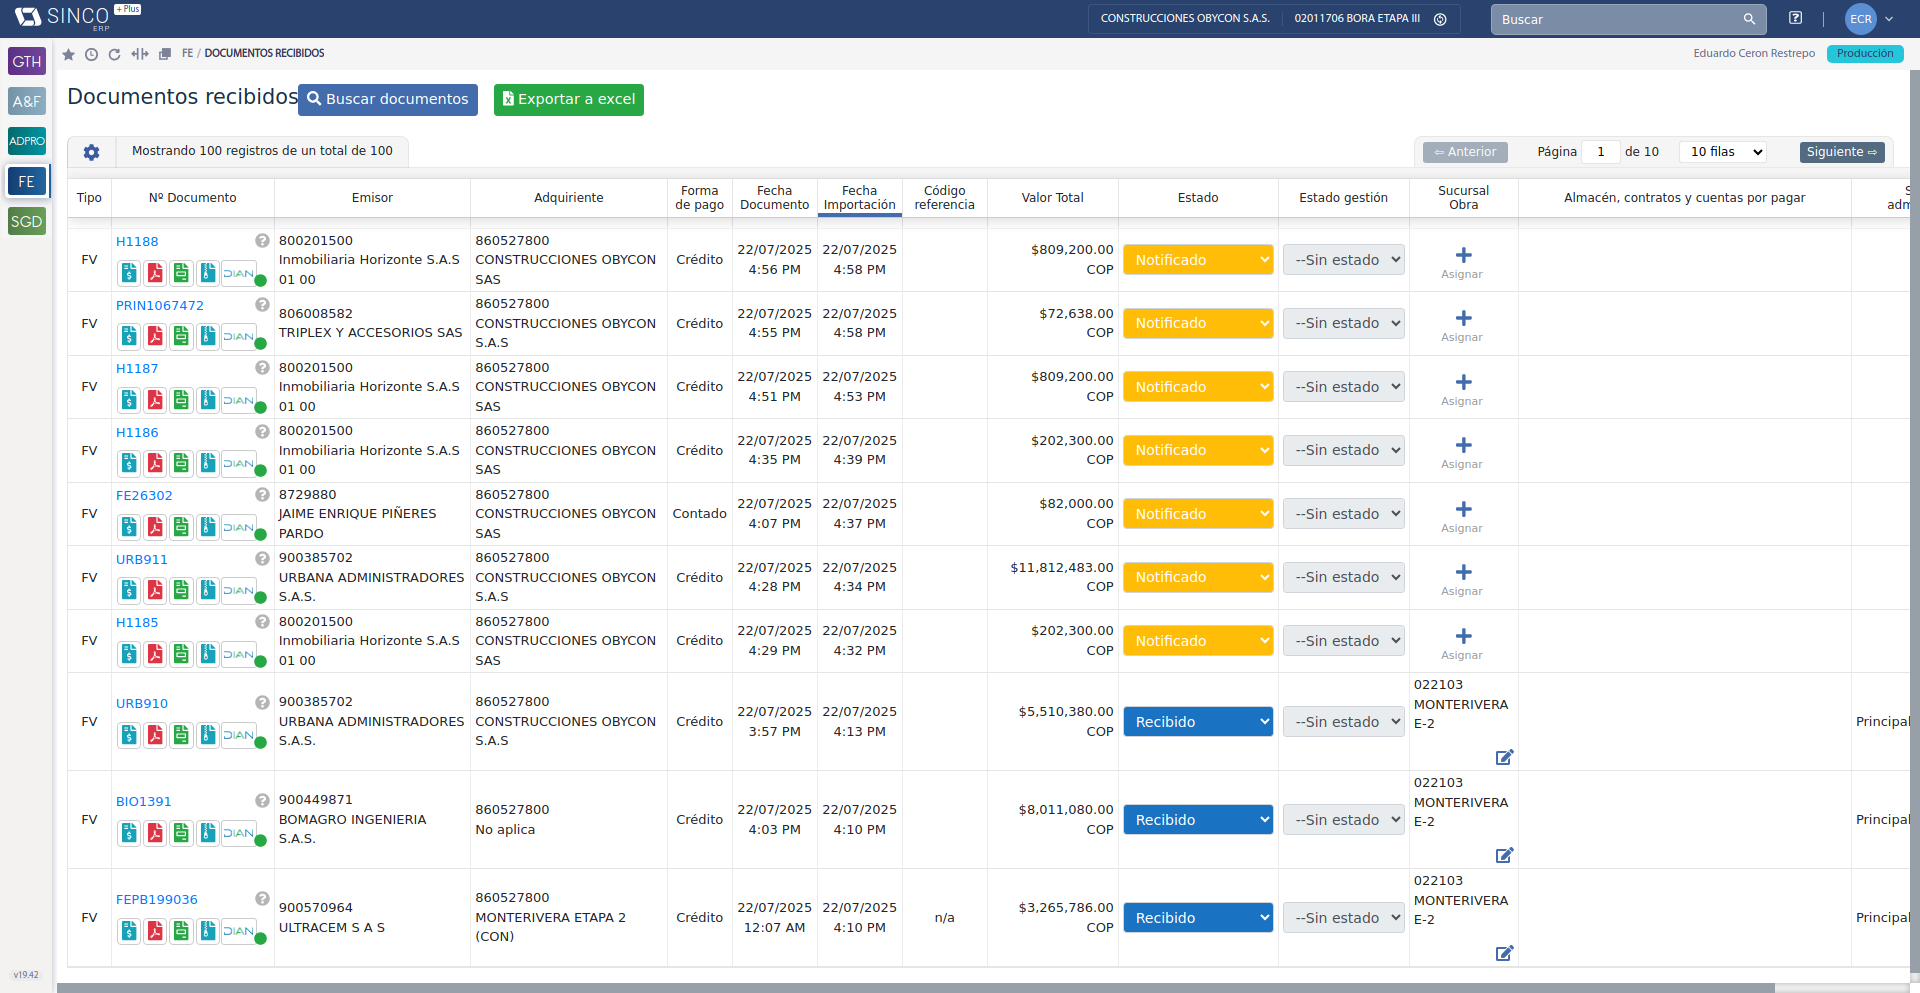 SINCO ERP +Plus
CONSTRUCCIONES OBYCON S.A.S. 02011706 BORA ETAPA III Buscar ECR
FE / DOCUMENTOS RECIBIDOS Eduardo Ceron Restrepo Producción
GTH
A&F
ADPRO
FE
SGD
v19.42
Documentos recibidos Buscar documentos Exportar a excel
Mostrando 100 registros de un total de 100 ⇦ Anterior Página 1 de 10 10 filas Siguiente ⇨
Tipo Nº Documento Emisor Adquiriente Forma de pago Fecha Documento Fecha Importación Código referencia Valor Total Estado Estado gestión Sucursal Obra Almacén, contratos y cuentas por pagar
FV H1188 DIAN 800201500 Inmobiliaria Horizonte S.A.S 01 00 860527800 CONSTRUCCIONES OBYCON SAS Crédito 22/07/2025 4:56 PM 22/07/2025 4:58 PM $809,200.00 COP Notificado --Sin estado Asignar
FV PRIN1067472 DIAN 806008582 TRIPLEX Y ACCESORIOS SAS 860527800 CONSTRUCCIONES OBYCON S.A.S Crédito 22/07/2025 4:55 PM 22/07/2025 4:58 PM $72,638.00 COP Notificado --Sin estado Asignar
FV H1187 DIAN 800201500 Inmobiliaria Horizonte S.A.S 01 00 860527800 CONSTRUCCIONES OBYCON SAS Crédito 22/07/2025 4:51 PM 22/07/2025 4:53 PM $809,200.00 COP Notificado --Sin estado Asignar
FV H1186 DIAN 800201500 Inmobiliaria Horizonte S.A.S 01 00 860527800 CONSTRUCCIONES OBYCON SAS Crédito 22/07/2025 4:35 PM 22/07/2025 4:39 PM $202,300.00 COP Notificado --Sin estado Asignar
FV FE26302 DIAN 8729880 JAIME ENRIQUE PIÑERES PARDO 860527800 CONSTRUCCIONES OBYCON SAS Contado 22/07/2025 4:07 PM 22/07/2025 4:37 PM $82,000.00 COP Notificado --Sin estado Asignar
FV URB911 DIAN 900385702 URBANA ADMINISTRADORES S.A.S. 860527800 CONSTRUCCIONES OBYCON S.A.S Crédito 22/07/2025 4:28 PM 22/07/2025 4:34 PM $11,812,483.00 COP Notificado --Sin estado Asignar
FV H1185 DIAN 800201500 Inmobiliaria Horizonte S.A.S 01 00 860527800 CONSTRUCCIONES OBYCON SAS Crédito 22/07/2025 4:29 PM 22/07/2025 4:32 PM $202,300.00 COP Notificado --Sin estado Asignar
FV URB910 DIAN 900385702 URBANA ADMINISTRADORES S.A.S. 860527800 CONSTRUCCIONES OBYCON S.A.S Crédito 22/07/2025 3:57 PM 22/07/2025 4:13 PM $5,510,380.00 COP Recibido --Sin estado 022103 MONTERIVERA E-2 Principal
FV BIO1391 DIAN 900449871 BOMAGRO INGENIERIA S.A.S. 860527800 No aplica Crédito 22/07/2025 4:03 PM 22/07/2025 4:10 PM $8,011,080.00 COP Recibido --Sin estado 022103 MONTERIVERA E-2 Principal
FV FEPB199036 DIAN 900570964 ULTRACEM S A S 860527800 MONTERIVERA ETAPA 2 (CON) Crédito 22/07/2025 12:07 AM 22/07/2025 4:10 PM n/a $3,265,786.00 COP Recibido --Sin estado 022103 MONTERIVERA E-2 Principal